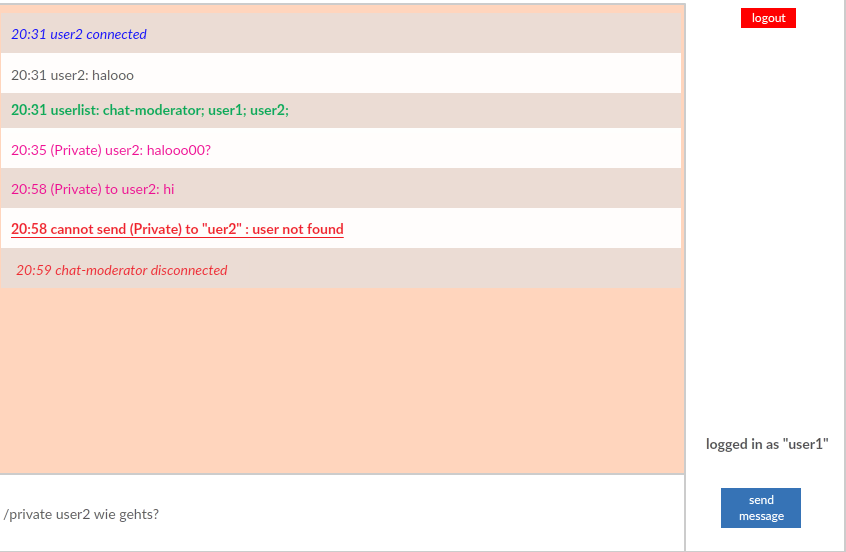 logout
20:31 user2 connected
20:31 user2: halooo
20:31 userlist: chat-moderator; user1; user2;
20:35 (Private) user2: halooo00?
20:58 (Private) to user2: hi
20:58 cannot send (Private) to "uer2" : user not found
20:59 chat-moderator disconnected
logged in as "user1"
send
message
/private user2 wie gehts?